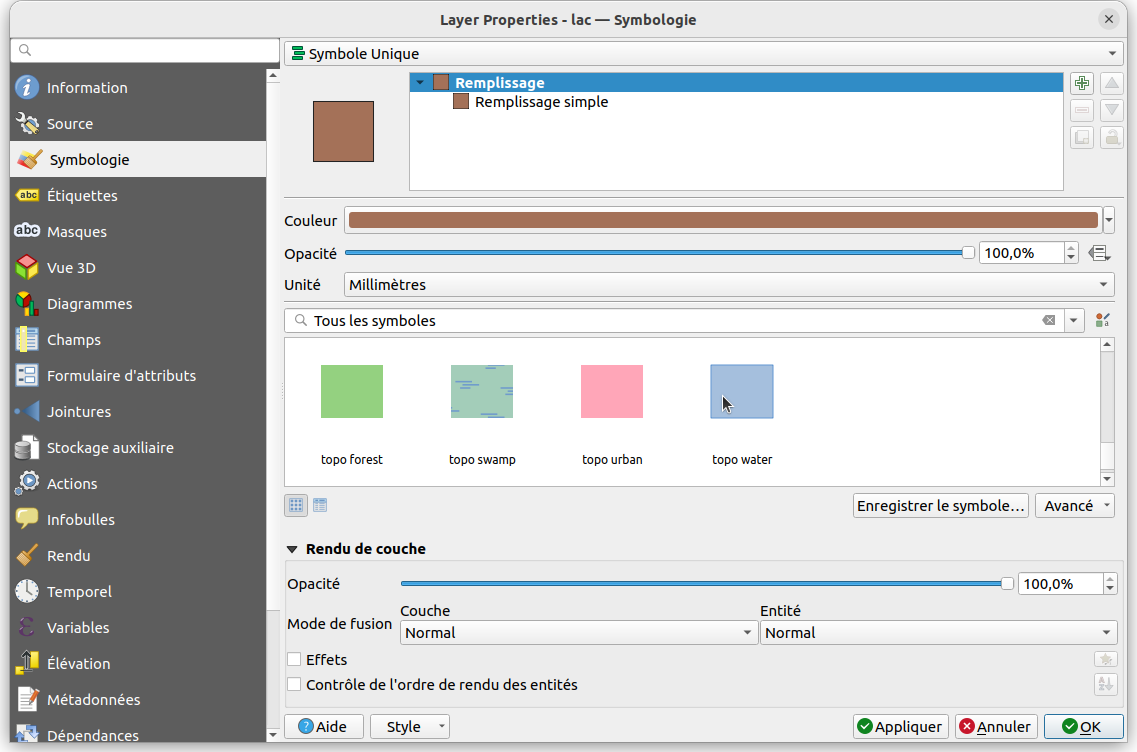 Layer Properties - lac — Symbologie
Information
Source
Symbologie
abc Étiquettes
abc Masques
Vue 3D
Diagrammes
Champs
Formulaire d'attributs
Jointures
Stockage auxiliaire
Actions
Infobulles
Rendu
Temporel
ε Variables
Élévation
Métadonnées
Dépendances
Symbole Unique
Remplissage
Remplissage simple
Couleur
Opacité 100,0%
Unité Millimètres
Tous les symboles
topo forest topo swamp topo urban topo water
Enregistrer le symbole… Avancé
Rendu de couche
Opacité 100,0%
Couche Entité
Mode de fusion Normal Normal
Effets
Contrôle de l'ordre de rendu des entités
Aide Style Appliquer Annuler OK